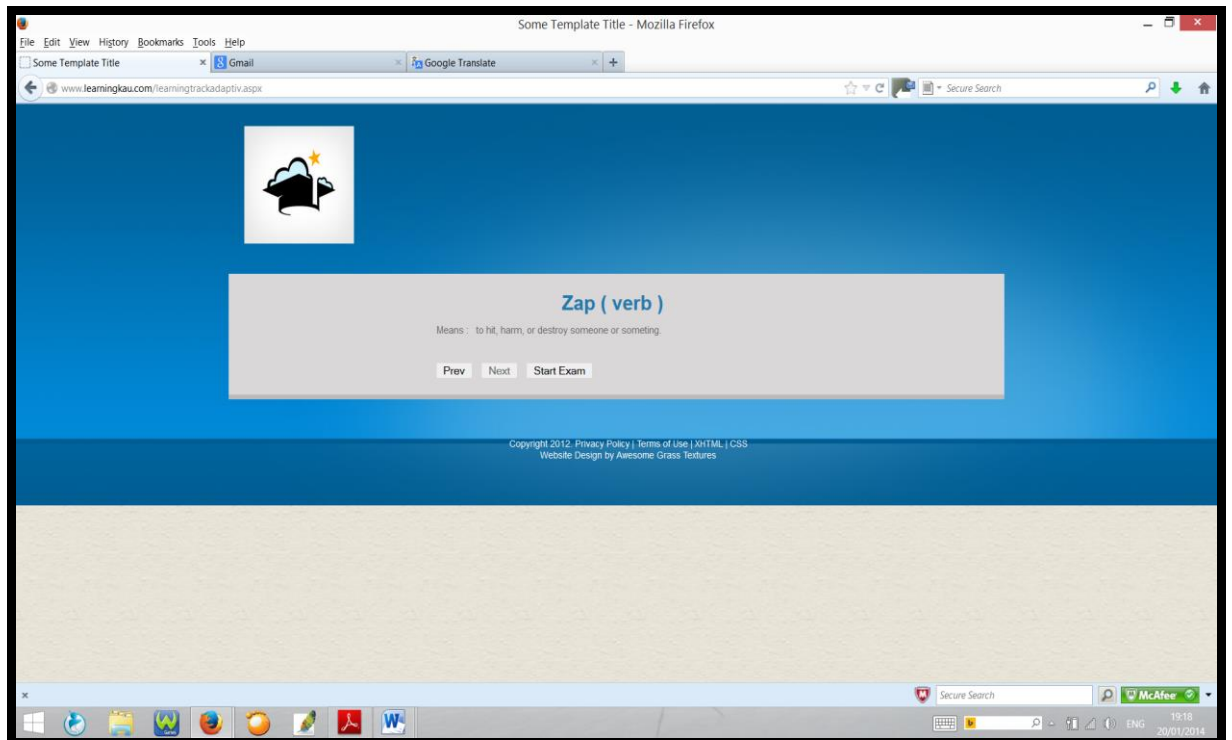 Some Template Title - Mozilla Firefox
File Edit View History Bookmarks Tools Help
Some Template Title
Gmail
Google Translate
www.learningkau.com/learningtrackadaptiv.aspx
Secure Search
Zap ( verb )
Means : to hit, harm, or destroy someone or someting.
Prev Next Start Exam
Copyright 2012. Privacy Policy | Terms of Use | XHTML | CSS
Website Design by Awesome Grass Textures
Secure Search
McAfee
ENG
19:18
20/01/2014